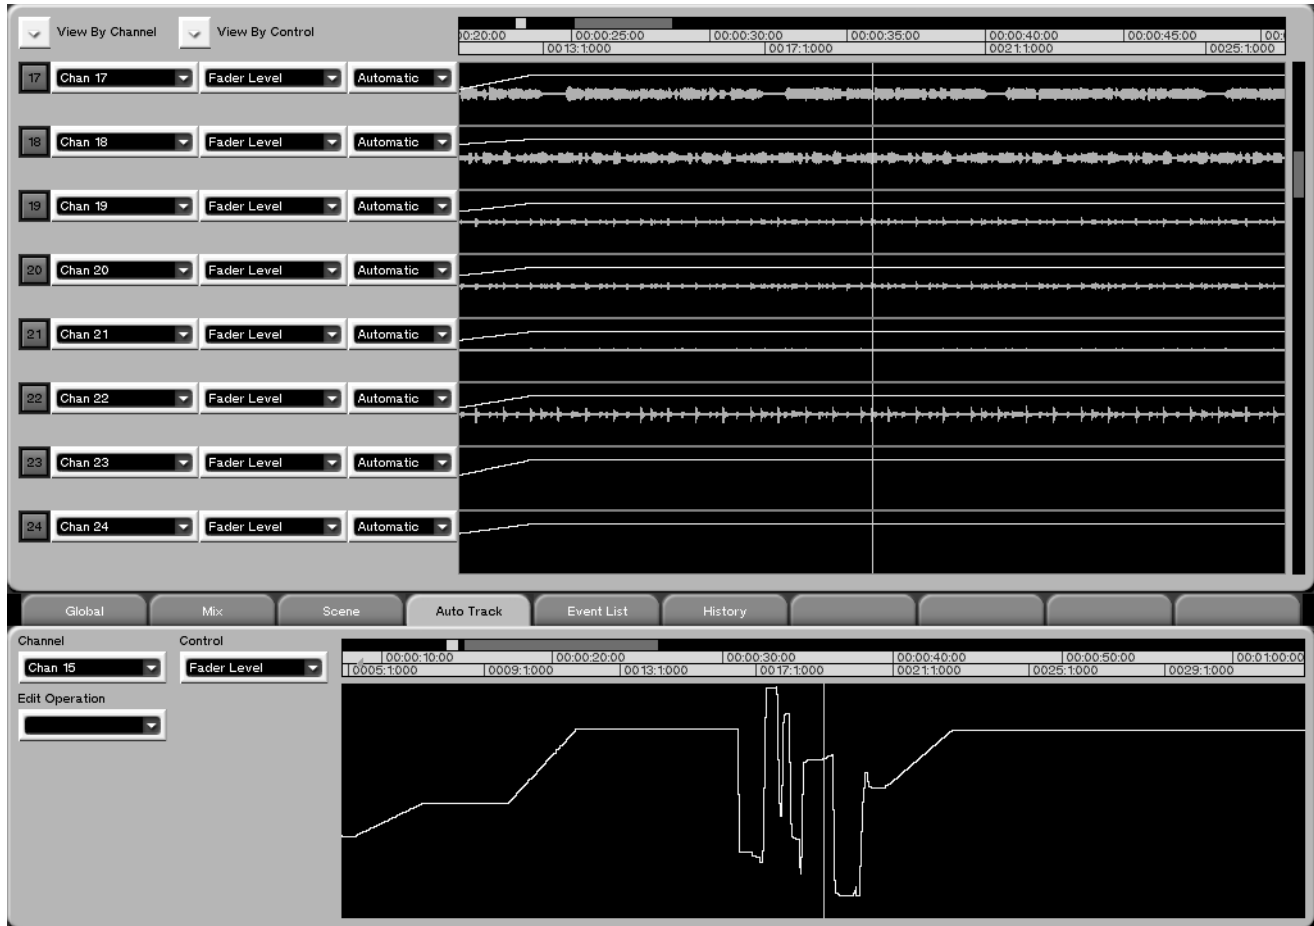 View By Channel View By Control
00:20:00 00:00:25:00 00:00:30:00 00:00:35:00 00:00:40:00 00:00:45:00 00:
0013:1:000 0017:1:000 0021:1:000 0025:1:000
17 Chan 17 Fader Level Automatic
18 Chan 18 Fader Level Automatic
19 Chan 19 Fader Level Automatic
20 Chan 20 Fader Level Automatic
21 Chan 21 Fader Level Automatic
22 Chan 22 Fader Level Automatic
23 Chan 23 Fader Level Automatic
24 Chan 24 Fader Level Automatic
Global Mix Scene Auto Track Event List History
Channel Control
Chan 15 Fader Level
00:00:10:00 00:00:20:00 00:00:30:00 00:00:40:00 00:00:50:00 00:01:00:00
0005:1:000 0009:1:000 0013:1:000 0017:1:000 0021:1:000 0025:1:000 0029:1:000
Edit Operation